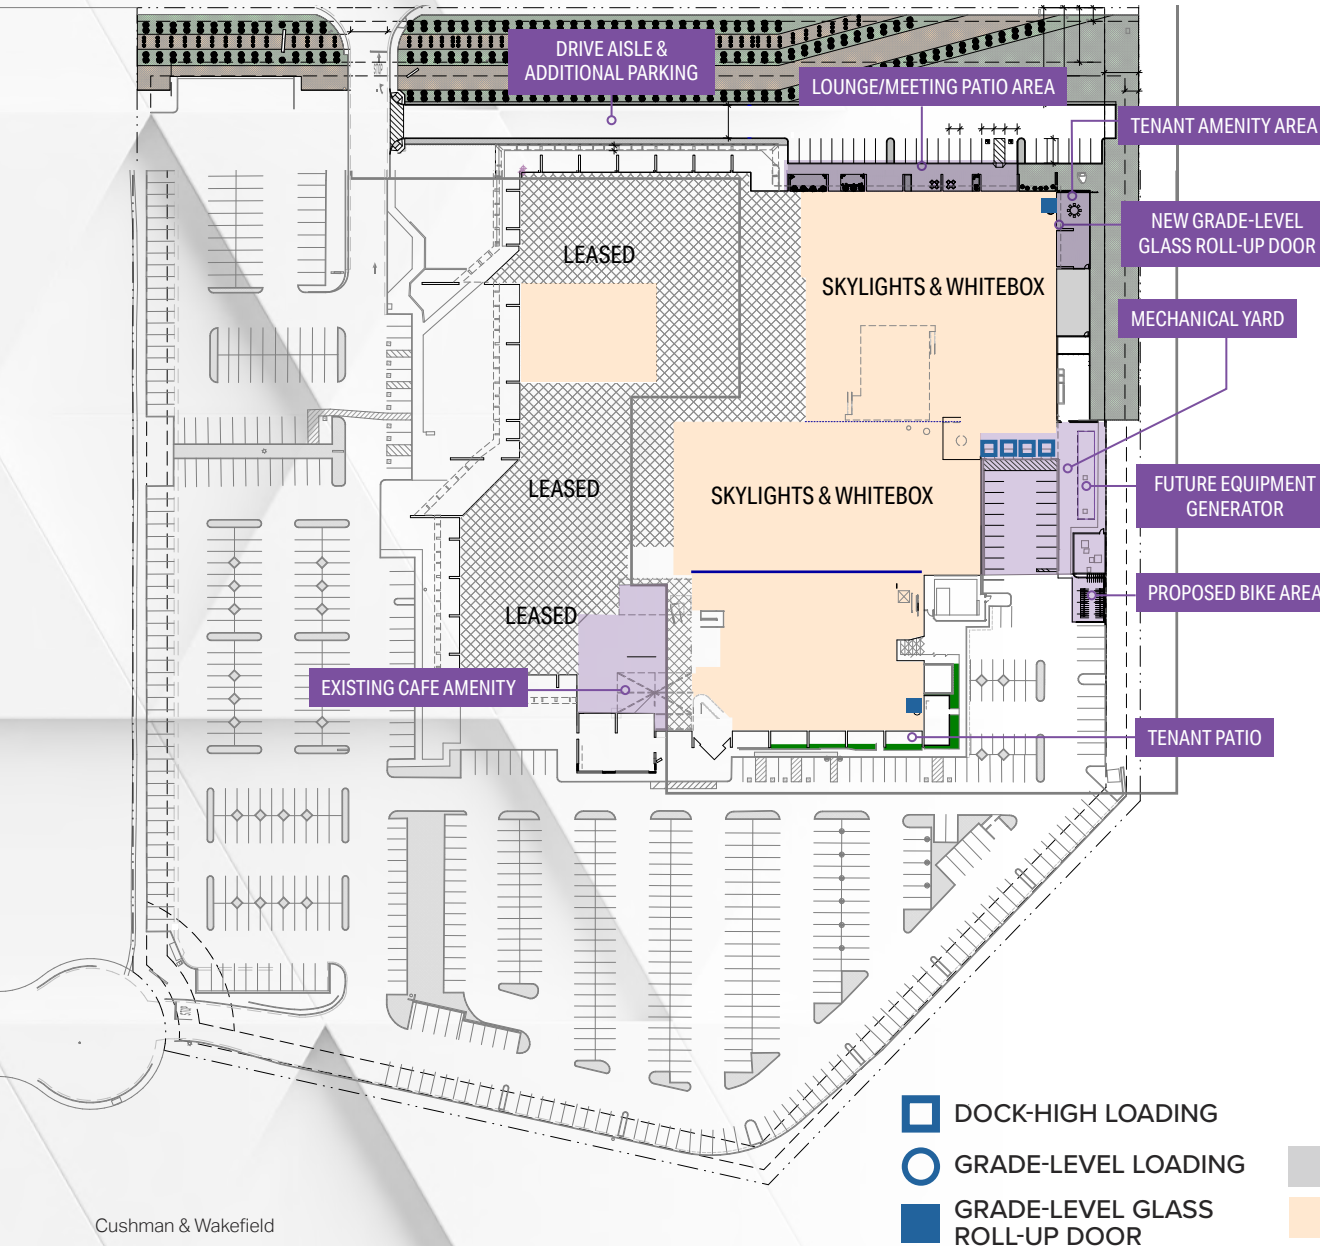 DRIVE AISLE &
ADDITIONAL PARKING
LOUNGE/MEETING PATIO AREA
TENANT AMENITY AREA
NEW GRADE-LEVEL
GLASS ROLL-UP DOOR
LEASED
SKYLIGHTS & WHITEBOX
MECHANICAL YARD
LEASED
SKYLIGHTS & WHITEBOX
FUTURE EQUIPMENT
GENERATOR
PROPOSED BIKE AREA
LEASED
EXISTING CAFE AMENITY
TENANT PATIO
DOCK-HIGH LOADING
GRADE-LEVEL LOADING
GRADE-LEVEL GLASS
ROLL-UP DOOR
Cushman & Wakefield